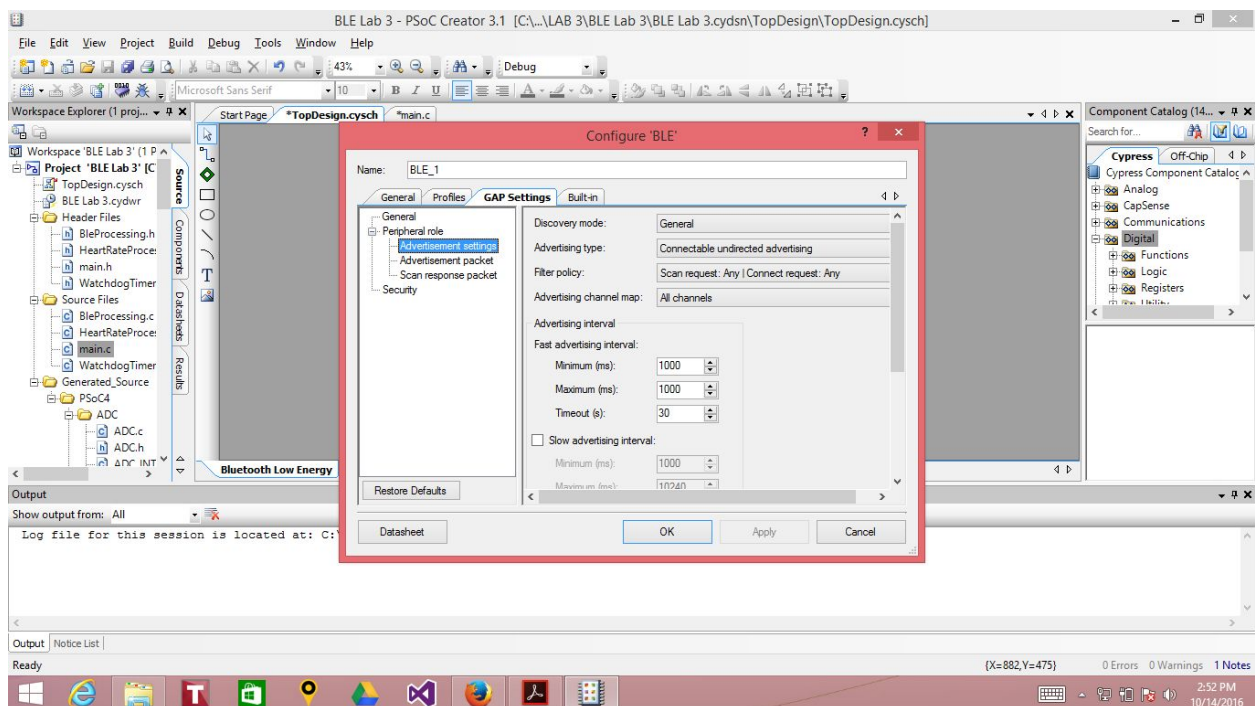 BLE Lab 3 - PSoC Creator 3.1 [C:\...\LAB 3\BLE Lab 3\BLE Lab 3.cydsn\TopDesign\TopDesign.cysch]
File Edit View Project Build Debug Tools Window Help
43% Debug
Microsoft Sans Serif 10 B I U A
Workspace Explorer (1 proj...
Start Page *TopDesign.cysch *main.c
Component Catalog (14...
Search for...
Workspace 'BLE Lab 3' (1 P
Project 'BLE Lab 3' [C
TopDesign.cysch
BLE Lab 3.cydwr
Header Files
BleProcessing.h
HeartRateProce
main.h
WatchdogTimer
Source Files
BleProcessing.c
HeartRateProce
main.c
WatchdogTimer
Generated_Source
PSoC4
ADC
ADC.c
ADC.h
ADC_INT
Source
Components
Datasheets
Results
T
Bluetooth Low Energy
Configure 'BLE' ?
Name: BLE_1
General Profiles GAP Settings Built-in
General
Peripheral role
Advertisement settings
Advertisement packet
Scan response packet
Security
Restore Defaults
Discovery mode: General
Advertising type: Connectable undirected advertising
Filter policy: Scan request: Any | Connect request: Any
Advertising channel map: All channels
Advertising interval
Fast advertising interval:
Minimum (ms): 1000
Maximum (ms): 1000
Timeout (s): 30
Slow advertising interval:
Minimum (ms): 1000
Maximum (ms): 10240
Datasheet OK Apply Cancel
Cypress Off-Chip
Cypress Component Catalog
Analog
CapSense
Communications
Digital
Functions
Logic
Registers
Utility
Output
Show output from: All
Log file for this session is located at: C:\
Output Notice List
Ready {X=882,Y=475} 0 Errors 0 Warnings 1 Notes
2:52 PM
10/14/2016